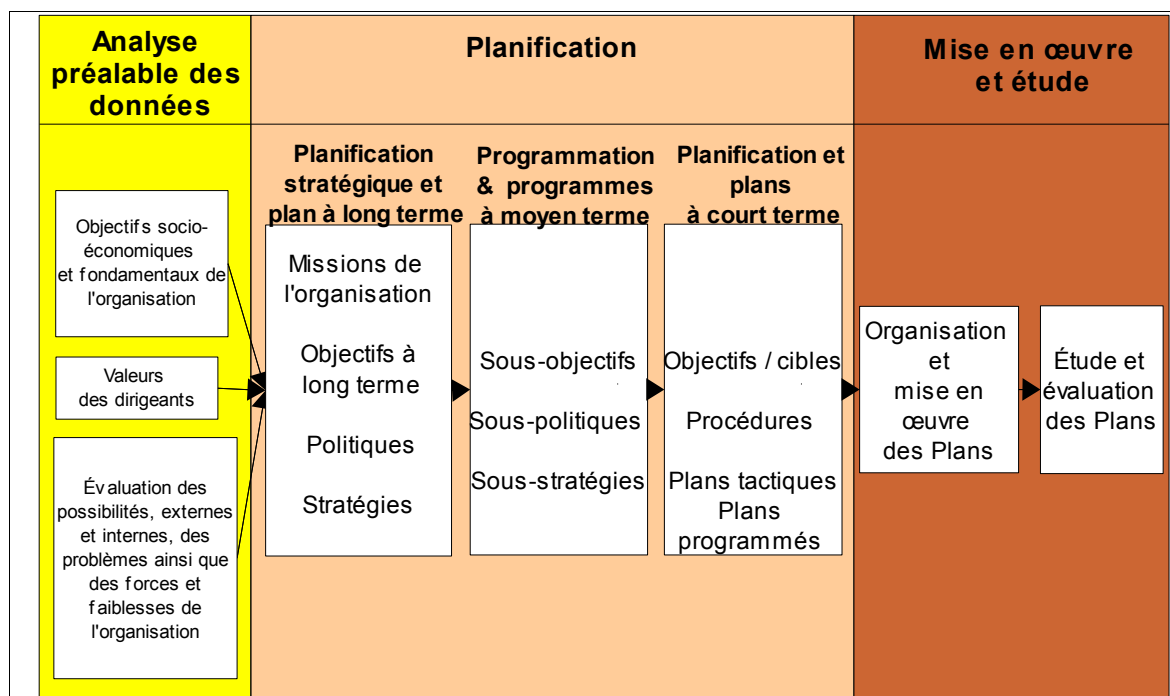 Analyse
préalable des
données
Planification
Mise en œuvre
et étude
Planification
stratégique et
plan à long terme
Programmation
& programmes
à moyen terme
Planification et
plans
à court terme
Objectifs socio-
économiques
et fondamentaux de
l'organisation
Valeurs
des dirigeants
Évaluation des
possibilités, externes
et internes, des
problèmes ainsi que
des forces et
faiblesses de
l'organisation
Missions de
l'organisation
Objectifs à
long terme
Politiques
Stratégies
Sous-objectifs
Sous-politiques
Sous-stratégies
Objectifs / cibles
Procédures
Plans tactiques
Plans
programmés
Organisation
et
mise en
œuvre
des Plans
Étude et
évaluation
des Plans